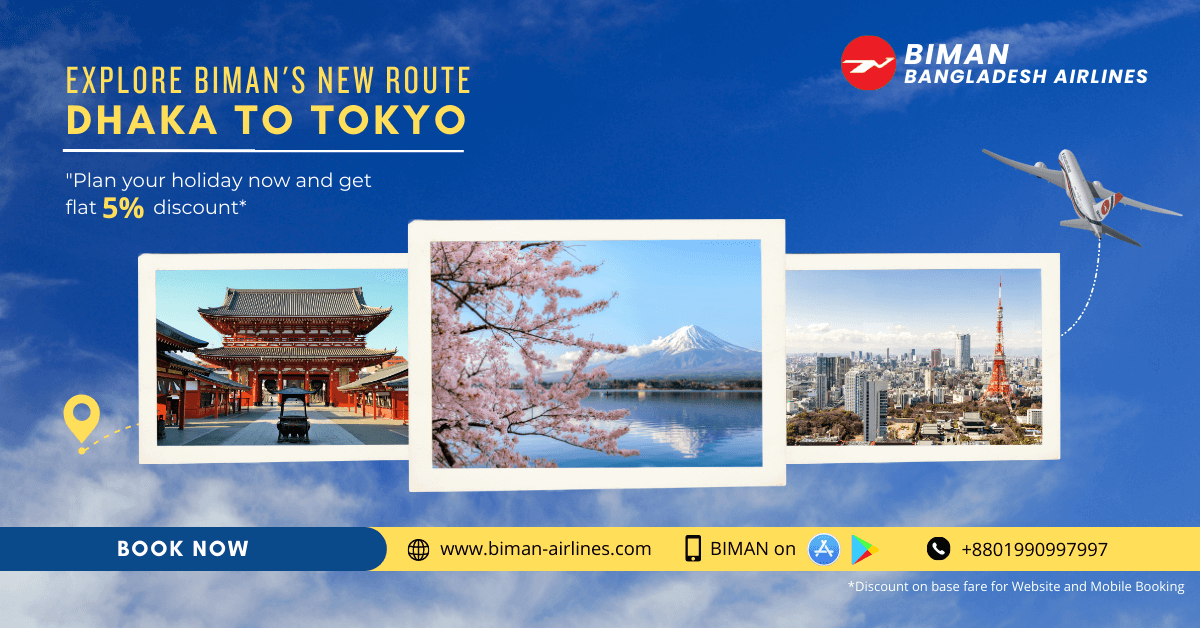 EXPLORE BIMAN'S NEW ROUTE
DHAKA TO TOKYO
"Plan your holiday now and get
flat 5% discount*
BIMAN
BANGLADESH AIRLINES
BOOK NOW
www.biman-airlines.com
BIMAN on
+8801990997997
*Discount on base fare for Website and Mobile Booking